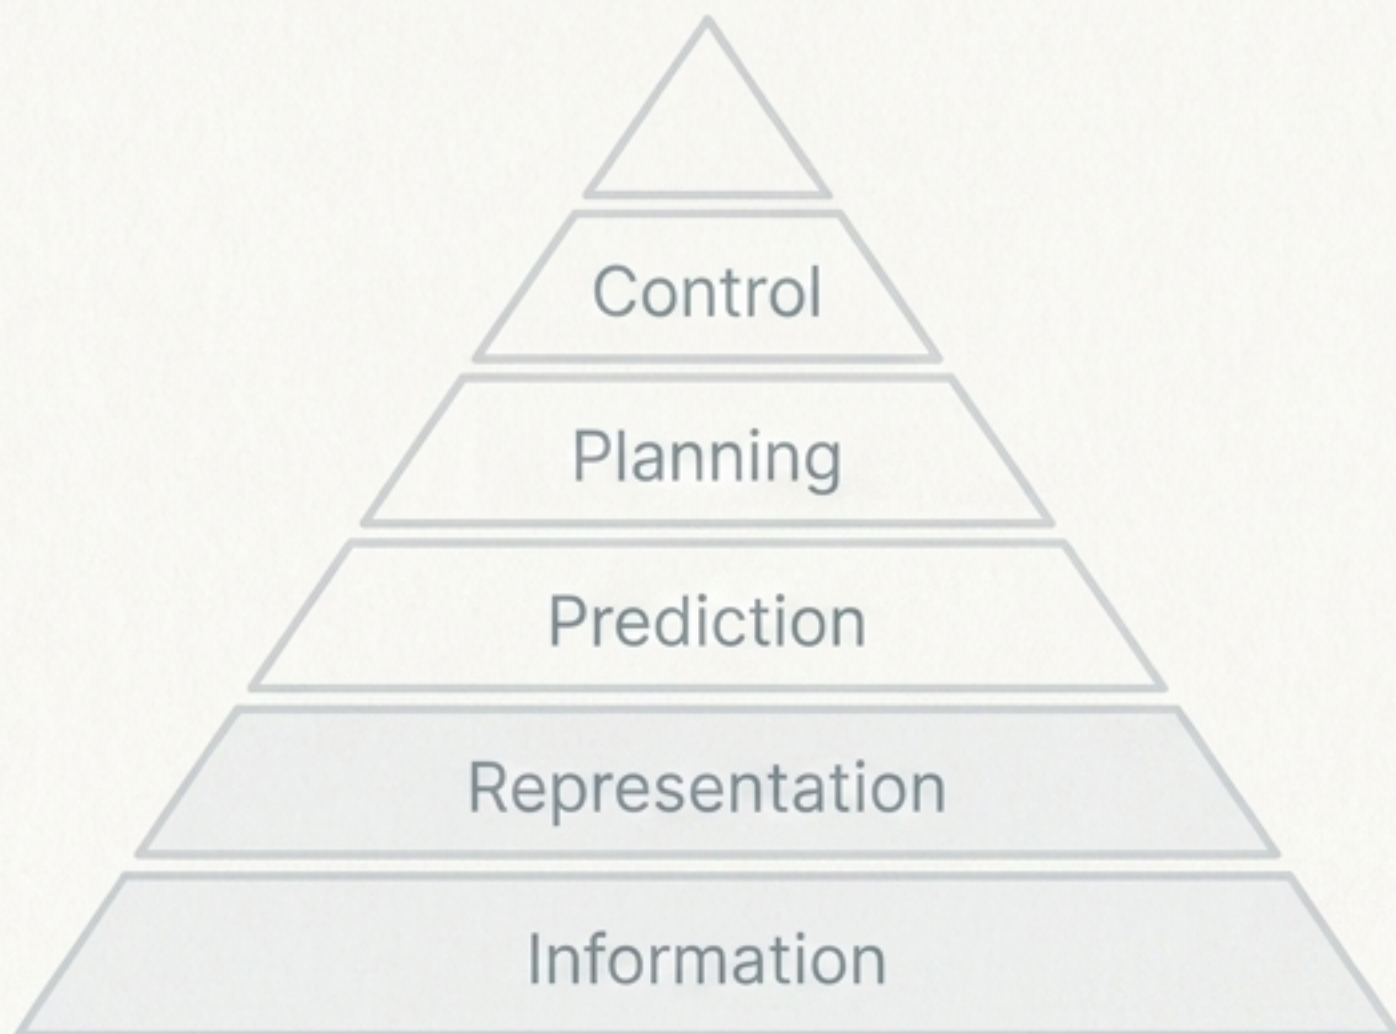 Control
Planning
Prediction
Representation
Information